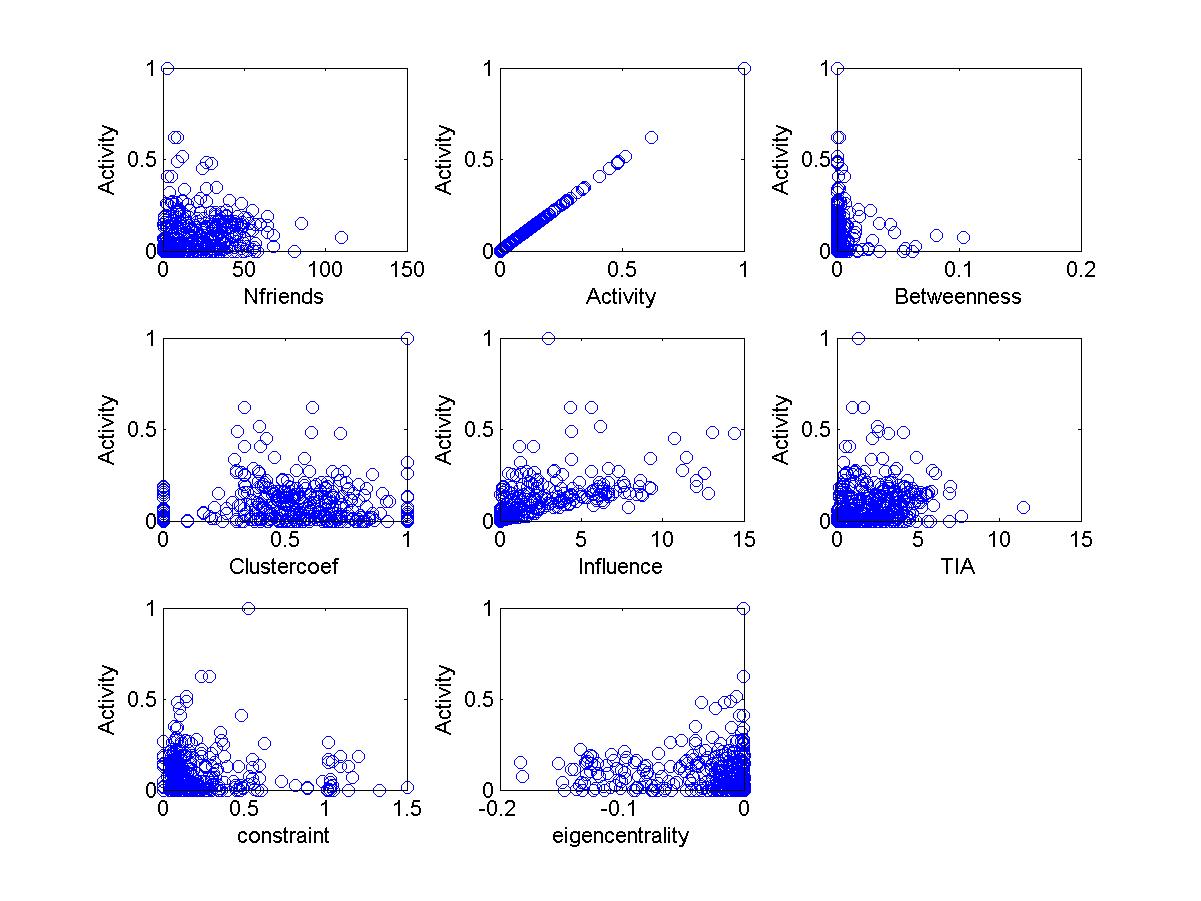 1 1 1
Activity 0.5 Activity 0.5 Activity 0.5
0 0 0
0 50 100 150 0 0.5 1 0 0.1 0.2
Nfriends Activity Betweenness
1 1 1
Activity 0.5 Activity 0.5 Activity 0.5
0 0 0
0 0.5 1 0 5 10 15 0 5 10 15
Clustercoef Influence TIA
1 1
Activity 0.5 Activity 0.5
0 0
0 0.5 1 1.5 -0.2 -0.1 0
constraint eigencentrality